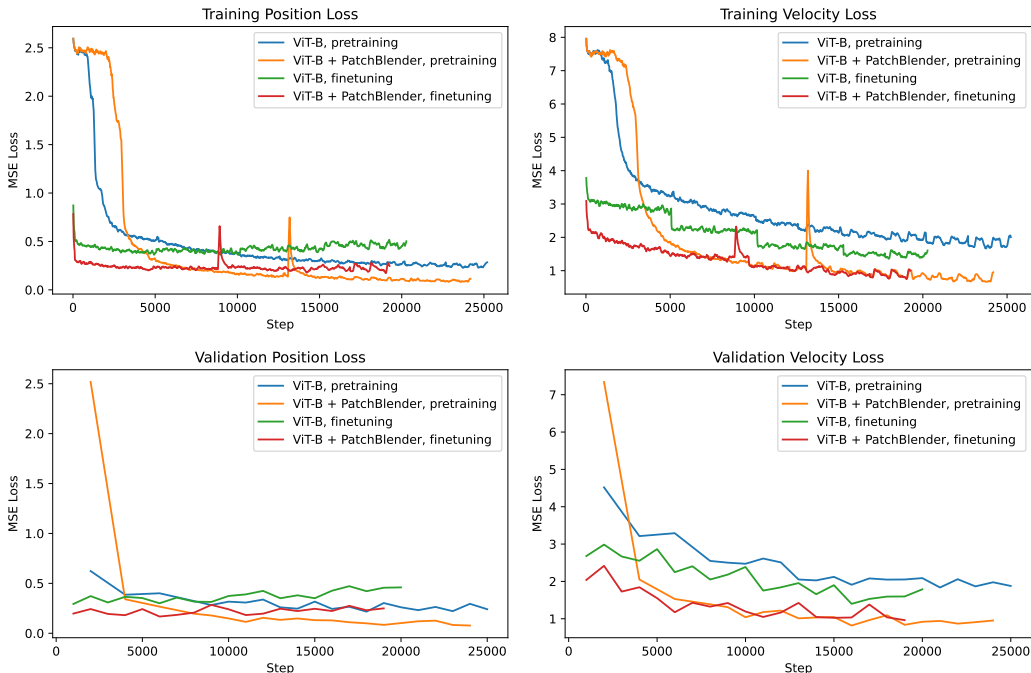 Training Position Loss
MSE Loss
2.5
2.0
1.5
1.0
0.5
0.0
ViT-B, pretraining
ViT-B + PatchBlender, pretraining
ViT-B, finetuning
ViT-B + PatchBlender, finetuning
0 5000 10000 15000 20000 25000
Step
Training Velocity Loss
MSE Loss
8
7
6
5
4
3
2
1
ViT-B, pretraining
ViT-B + PatchBlender, pretraining
ViT-B, finetuning
ViT-B + PatchBlender, finetuning
0 5000 10000 15000 20000 25000
Step
Validation Position Loss
MSE Loss
2.5
2.0
1.5
1.0
0.5
0.0
ViT-B, pretraining
ViT-B + PatchBlender, pretraining
ViT-B, finetuning
ViT-B + PatchBlender, finetuning
0 5000 10000 15000 20000 25000
Step
Validation Velocity Loss
MSE Loss
7
6
5
4
3
2
1
ViT-B, pretraining
ViT-B + PatchBlender, pretraining
ViT-B, finetuning
ViT-B + PatchBlender, finetuning
0 5000 10000 15000 20000 25000
Step